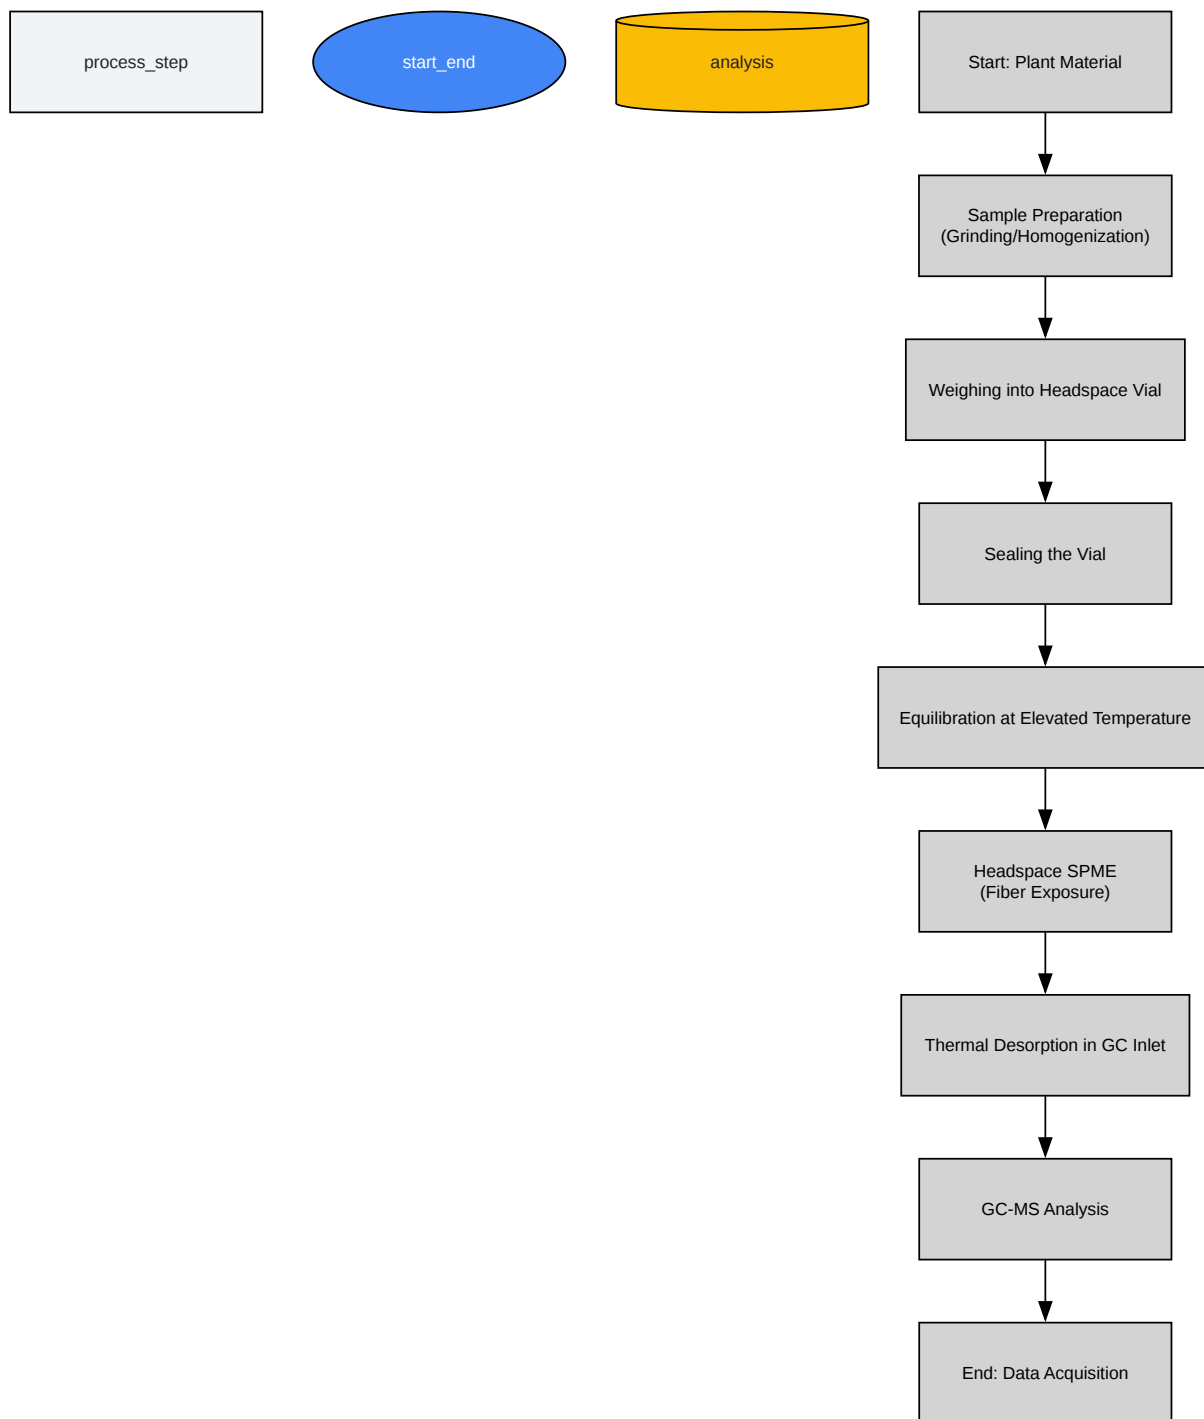 process_step
start_end
analysis
Start: Plant Material
Sample Preparation
(Grinding/Homogenization)
Weighing into Headspace Vial
Sealing the Vial
Equilibration at Elevated Temperature
Headspace SPME
(Fiber Exposure)
Thermal Desorption in GC Inlet
GC-MS Analysis
End: Data Acquisition